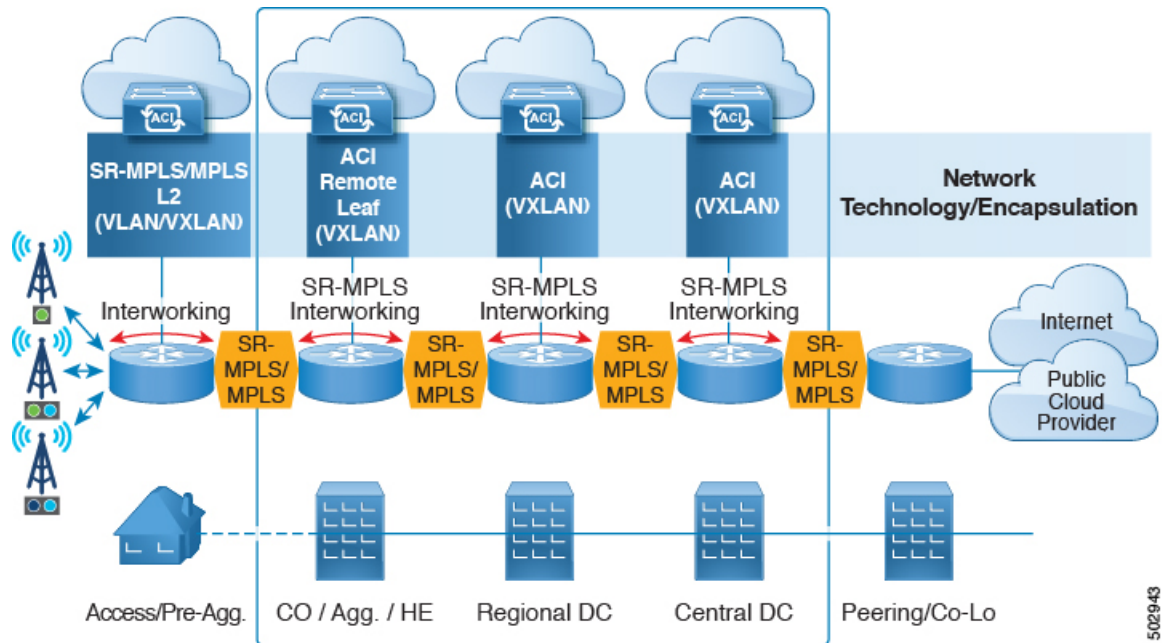 ACI
ACI
ACI
ACI
SR-MPLS/MPLS
L2
(VLAN/VXLAN)
ACI
Remote
Leaf
(VXLAN)
ACI
(VXLAN)
ACI
(VXLAN)
Network
Technology/Encapsulation
Interworking
SR-MPLS
Interworking
SR-MPLS
Interworking
SR-MPLS
Interworking
SR-
MPLS/
MPLS
SR-
MPLS/
MPLS
SR-
MPLS/
MPLS
SR-
MPLS/
MPLS
Internet
Public
Cloud
Provider
Access/Pre-Agg.
CO / Agg. / HE
Regional DC
Central DC
Peering/Co-Lo
502943